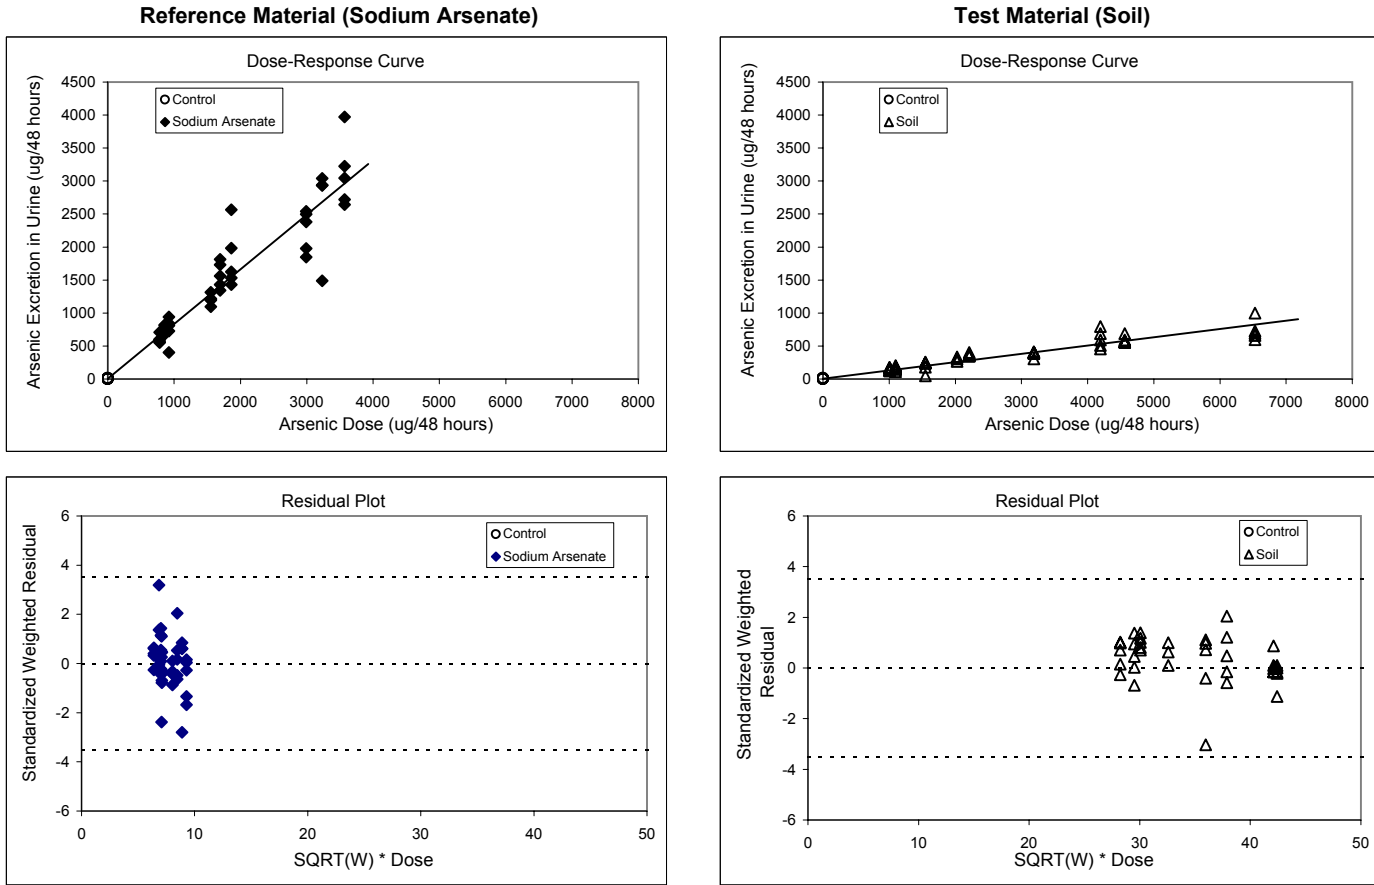 Reference Material (Sodium Arsenate)
Dose-Response Curve
Arsenic Excretion in Urine (ug/48 hours)
4500
4000
3500
3000
2500
2000
1500
1000
500
0
Control
Sodium Arsenate
0 1000 2000 3000 4000 5000 6000 7000 8000
Arsenic Dose (ug/48 hours)
Test Material (Soil)
Dose-Response Curve
Arsenic Excretion in Urine (ug/48 hours)
4500
4000
3500
3000
2500
2000
1500
1000
500
0
Control
Soil
0 1000 2000 3000 4000 5000 6000 7000 8000
Arsenic Dose (ug/48 hours)
Residual Plot
Standardized Weighted Residual
6
4
2
0
-2
-4
-6
Control
Sodium Arsenate
0 10 20 30 40 50
SQRT(W) * Dose
Residual Plot
Standardized Weighted
Residual
6
4
2
0
-2
-4
-6
Control
Soil
0 10 20 30 40 50
SQRT(W) * Dose